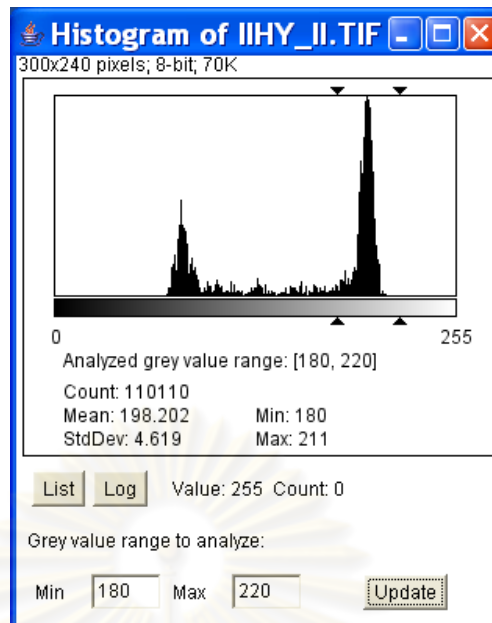 Histogram of IIHY_II.TIF
300x240 pixels; 8-bit; 70K
0 255
Analyzed grey value range: [180, 220]
Count: 110110
Mean: 198.202 Min: 180
StdDev: 4.619 Max: 211
List Log Value: 255 Count: 0
Grey value range to analyze:
Min 180 Max 220 Update